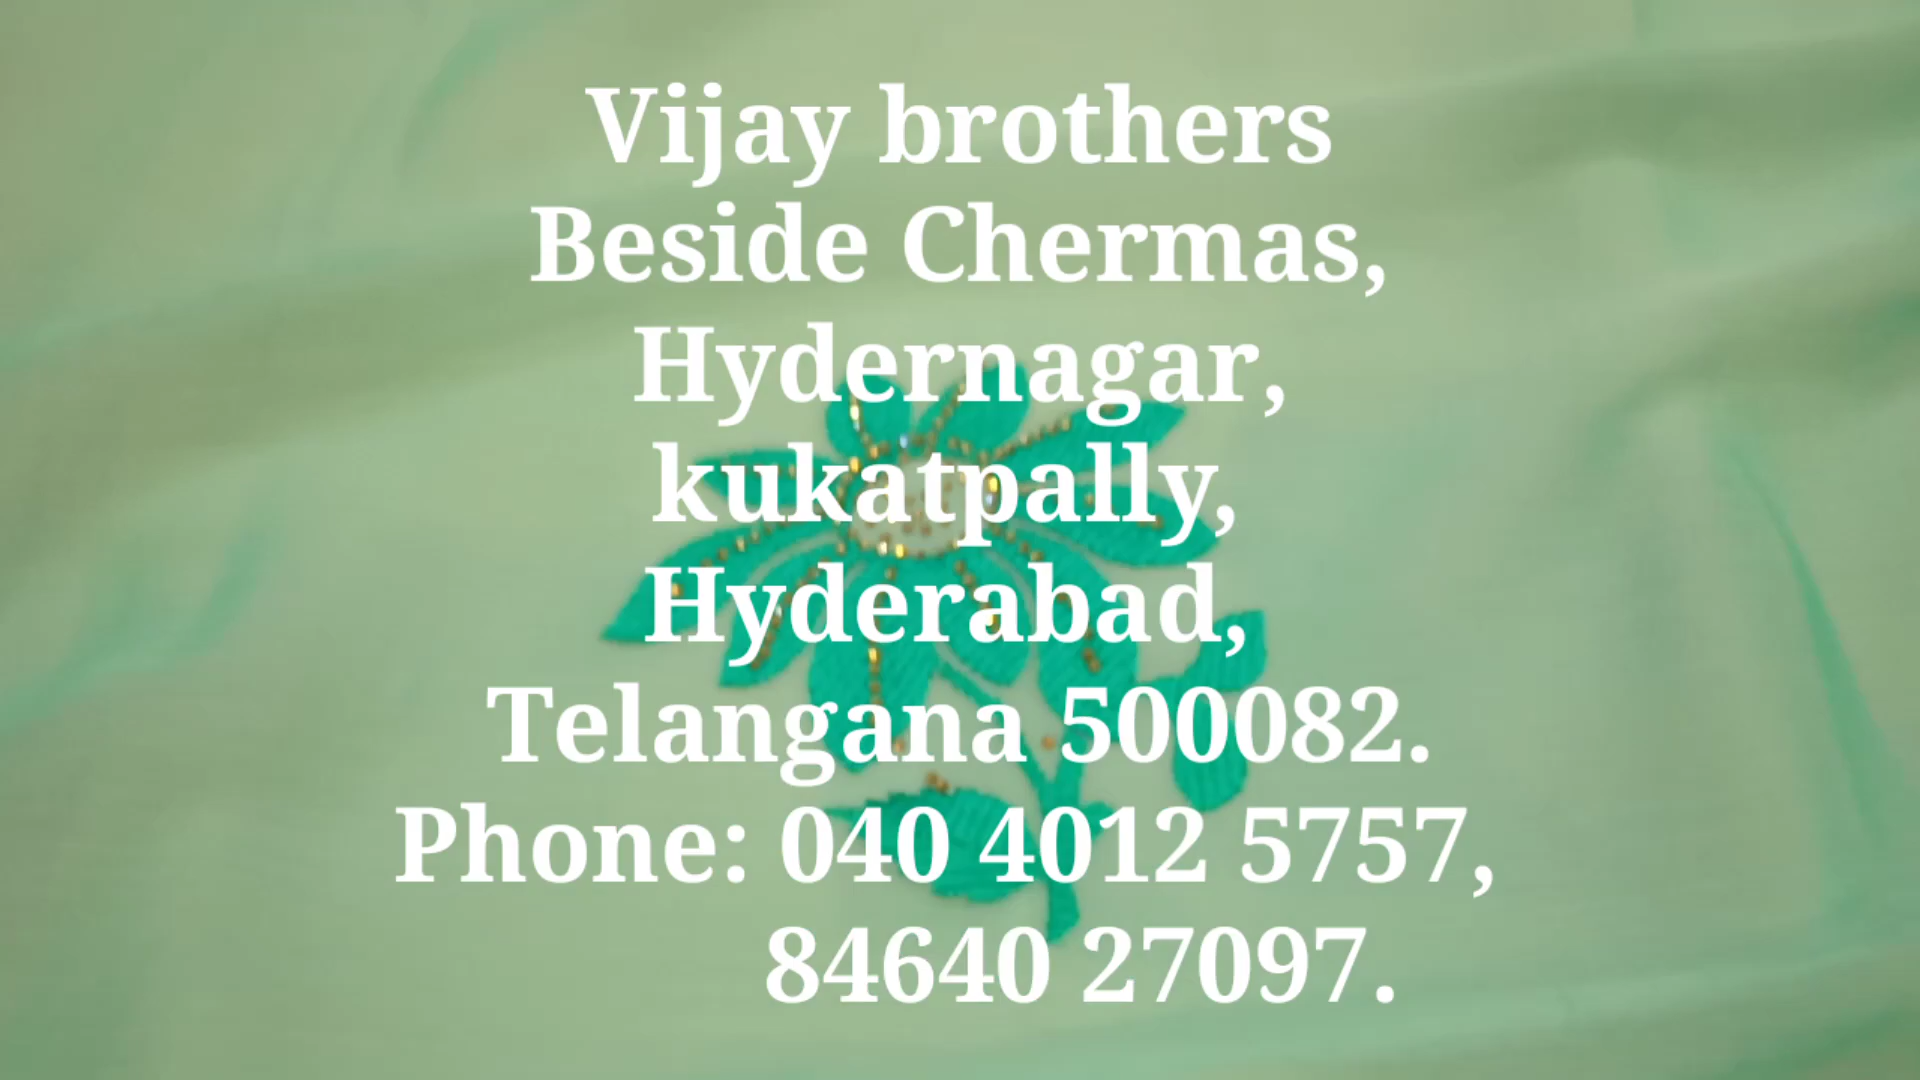 Vijay brothers
Beside Chermas,
Hydernagar,
kukatpally,
Hyderabad,
Telangana 500082.
Phone: 040 4012 5757,
84640 27097.